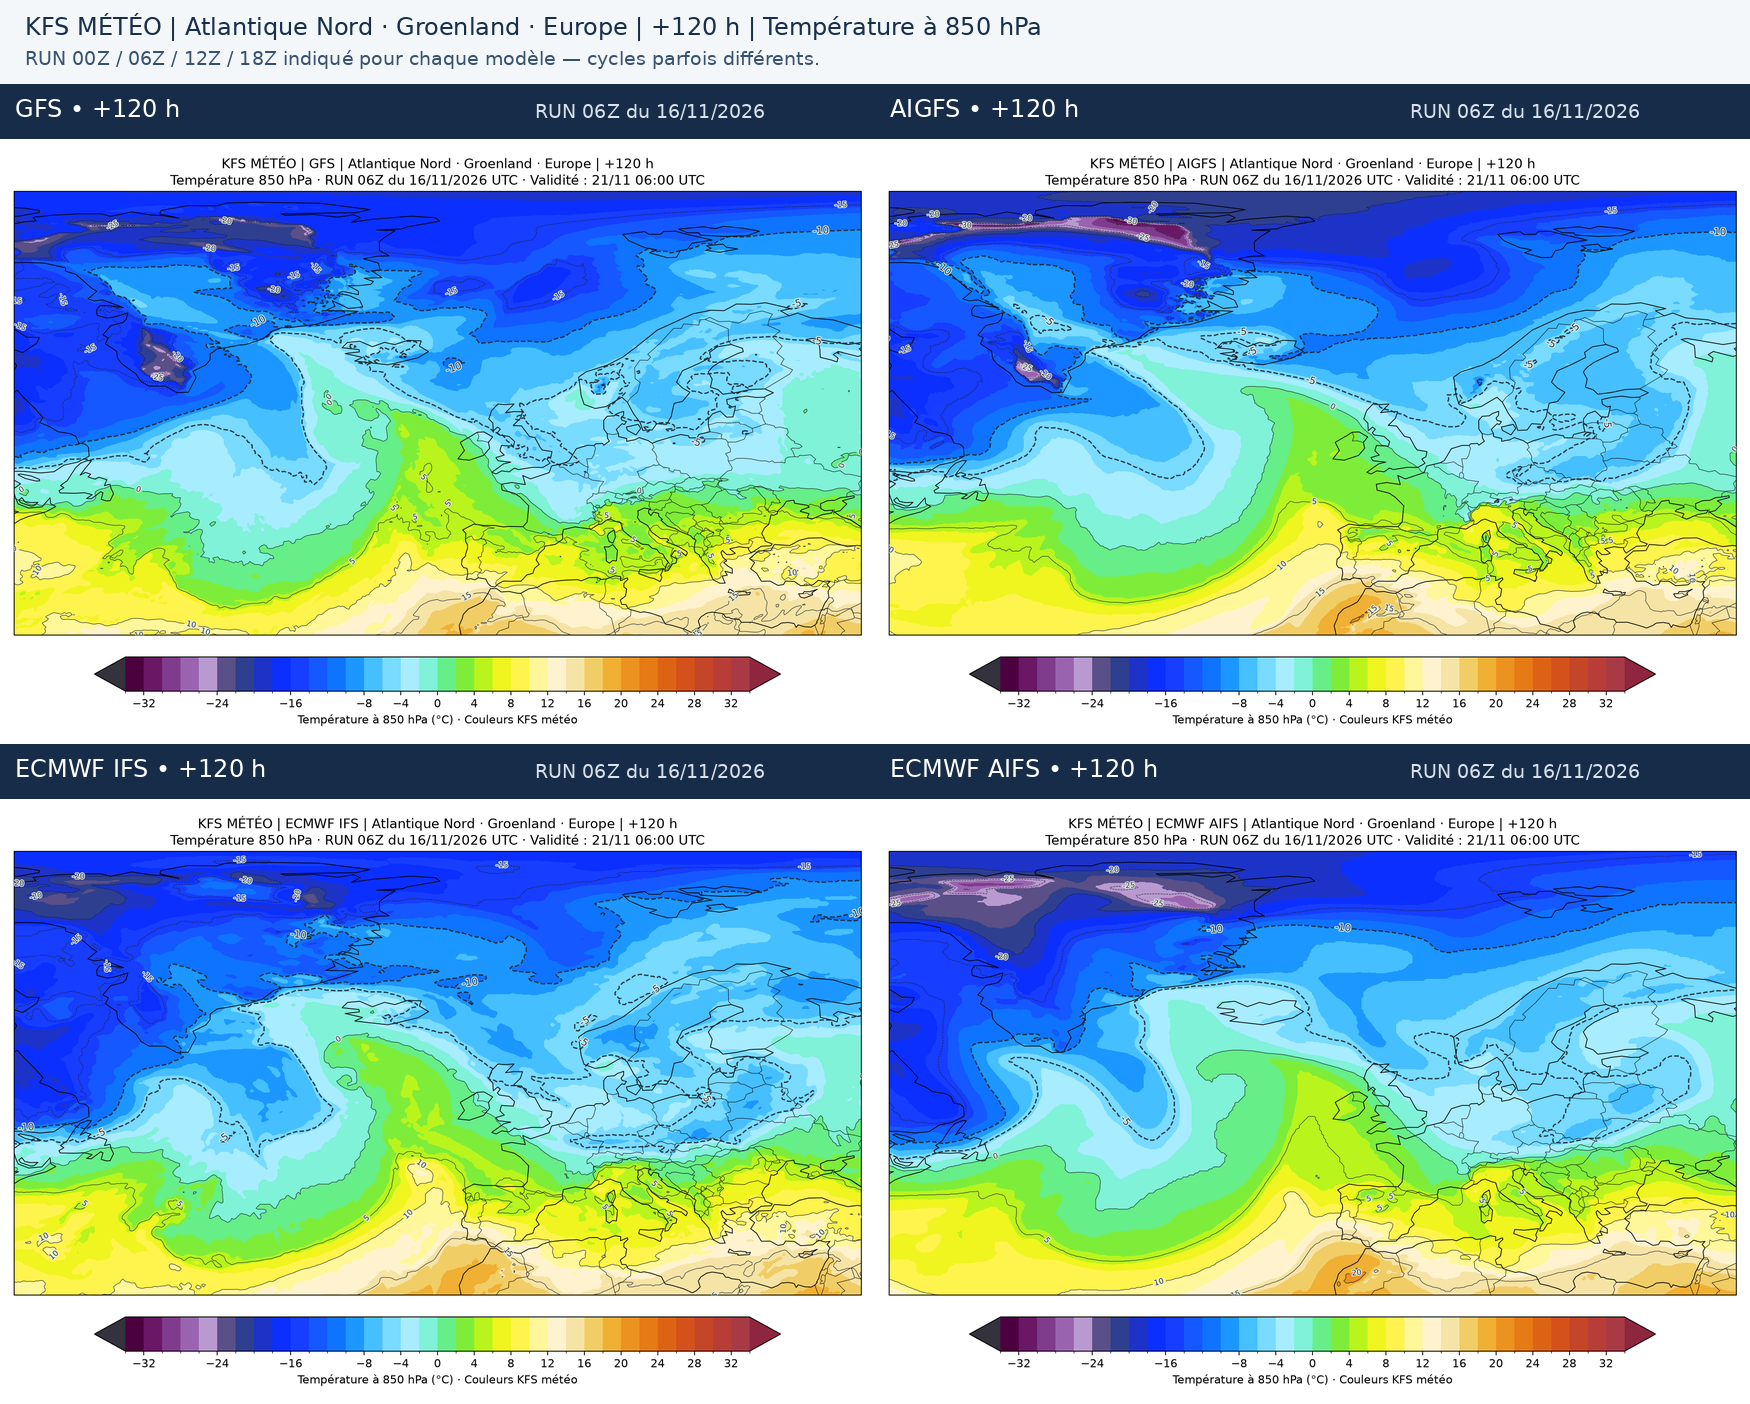 KFS MÉTÉO | Atlantique Nord · Groenland · Europe | +120 h | Température à 850 hPa
RUN 00Z / 06Z / 12Z / 18Z indiqué pour chaque modèle — cycles parfois différents.
GFS • +120 h
RUN 06Z du 16/11/2026
KFS MÉTÉO | GFS | Atlantique Nord · Groenland · Europe | +120 h
Température 850 hPa · RUN 06Z du 16/11/2026 UTC · Validité : 21/11 06:00 UTC
−32 −24 −16 −8 −4 0 4 8 12 16 20 24 28 32
Température à 850 hPa (°C) · Couleurs KFS météo
AIGFS • +120 h
RUN 06Z du 16/11/2026
KFS MÉTÉO | AIGFS | Atlantique Nord · Groenland · Europe | +120 h
Température 850 hPa · RUN 06Z du 16/11/2026 UTC · Validité : 21/11 06:00 UTC
−32 −24 −16 −8 −4 0 4 8 12 16 20 24 28 32
Température à 850 hPa (°C) · Couleurs KFS météo
ECMWF IFS • +120 h
RUN 06Z du 16/11/2026
KFS MÉTÉO | ECMWF IFS | Atlantique Nord · Groenland · Europe | +120 h
Température 850 hPa · RUN 06Z du 16/11/2026 UTC · Validité : 21/11 06:00 UTC
−32 −24 −16 −8 −4 0 4 8 12 16 20 24 28 32
Température à 850 hPa (°C) · Couleurs KFS météo
ECMWF AIFS • +120 h
RUN 06Z du 16/11/2026
KFS MÉTÉO | ECMWF AIFS | Atlantique Nord · Groenland · Europe | +120 h
Température 850 hPa · RUN 06Z du 16/11/2026 UTC · Validité : 21/11 06:00 UTC
−32 −24 −16 −8 −4 0 4 8 12 16 20 24 28 32
Température à 850 hPa (°C) · Couleurs KFS météo